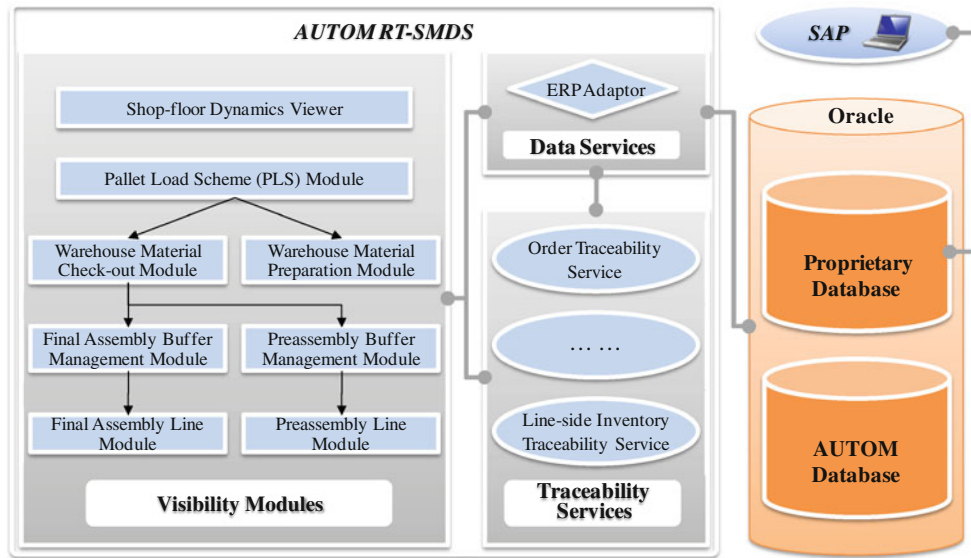 AUTOM RT-SMDS
Shop-floor Dynamics Viewer
Pallet Load Scheme (PLS) Module
Warehouse Material
Check-out Module
Warehouse Material
Preparation Module
Final Assembly Buffer
Management Module
Preassembly Buffer
Management Module
Final Assembly Line
Module
Preassembly Line
Module
Visibility Modules
ERP Adaptor
Data Services
Order Traceability
Service
... ...
Line-side Inventory
Traceability Service
Traceability
Services
SAP
Oracle
Proprietary
Database
AUTOM
Database